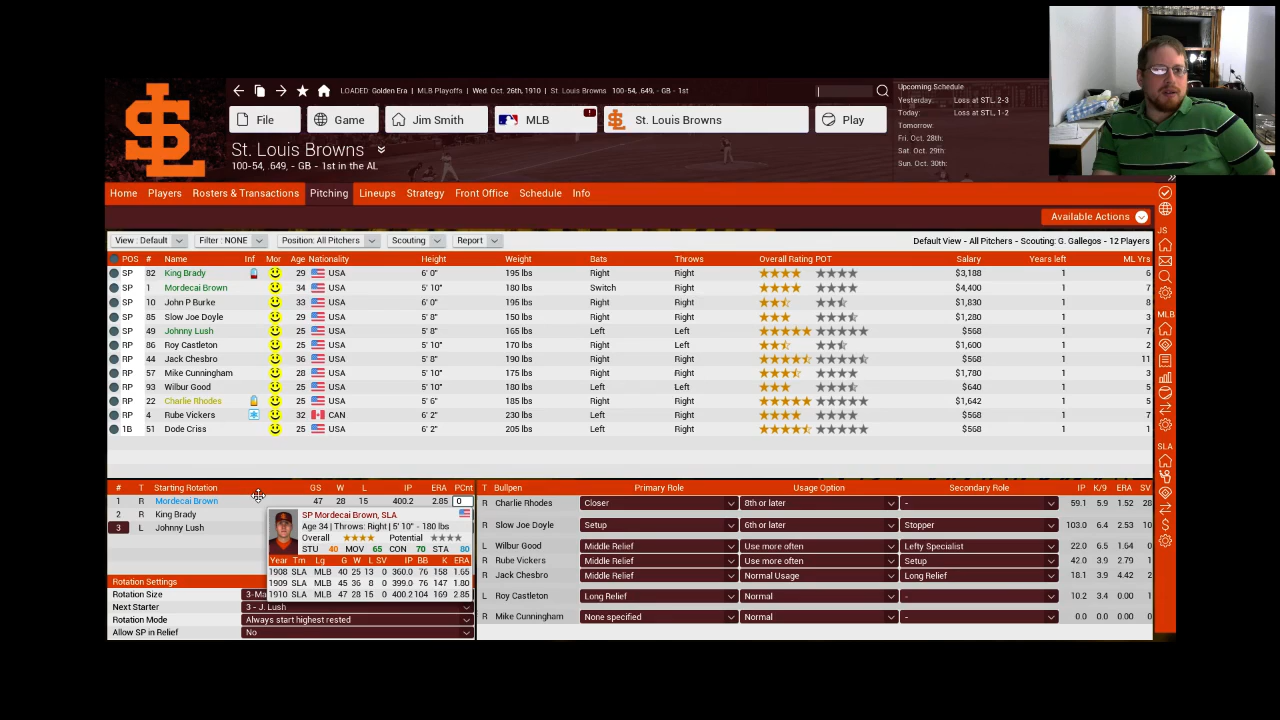 LOADED: Golden Era | MLB Playoffs | Wed. Oct. 26th, 1910 | St. Louis Browns 100-54, .649, - GB - 1st
Upcoming Schedule
Yesterday: Loss at STL, 2-3
Today: Loss at STL, 1-2
Tomorrow:
Fri. Oct. 28th:
Sat. Oct. 29th:
Sun. Oct. 30th:
File Game Jim Smith MLB St. Louis Browns Play
St. Louis Browns
100-54, .649, - GB - 1st in the AL
Home Players Rosters & Transactions Pitching Lineups Strategy Front Office Schedule Info
Available Actions
View : Default Filter : NONE Position: All Pitchers Scouting Report Default View - All Pitchers - Scouting: G. Gallegos - 12 Players
POS # Name Inf Mor Age Nationality Height Weight Bats Throws Overall Rating POT Salary Years left ML Yrs
SP 82 King Brady 29 USA 6' 0" 195 lbs Right Right $3,188 1 6
SP 1 Mordecai Brown 34 USA 5' 10" 180 lbs Switch Right $4,400 1 7
SP 10 John P Burke 33 USA 6' 0" 195 lbs Right Right $1,830 1 8
SP 85 Slow Joe Doyle 29 USA 5' 8" 150 lbs Right Right $1,280 1 3
SP 49 Johnny Lush 25 USA 5' 8" 165 lbs Left Left $568 1 7
RP 86 Roy Castleton 25 USA 5' 10" 170 lbs Right Left $1,600 1 2
RP 44 Jack Chesbro 36 USA 5' 8" 190 lbs Right Right $568 1 11
RP 57 Mike Cunningham 28 USA 5' 10" 175 lbs Right Right $1,780 1 3
RP 93 Wilbur Good 25 USA 5' 10" 180 lbs Left Left $640 1 5
RP 22 Charlie Rhodes 25 USA 5' 6" 185 lbs Right Right $1,642 1 5
RP 4 Rube Vickers 32 CAN 6' 2" 230 lbs Left Right $568 1 7
1B 51 Dode Criss 25 USA 6' 2" 205 lbs Left Right $568 1 1
# T Starting Rotation GS W L IP ERA PCnt
1 R Mordecai Brown 47 28 15 400.2 2.85 0
2 R King Brady
3 L Johnny Lush
SP Mordecai Brown, SLA
Age 34 | Throws: Right | 5' 10" - 180 lbs
Overall Potential
STU 40 MOV 65 CON 70 STA 80
Year Tm Lg G W L SV IP BB K ERA
1908 SLA MLB 40 25 13 0 360.0 76 158 1.65
1909 SLA MLB 45 36 8 0 399.0 76 147 1.80
1910 SLA MLB 47 28 15 0 400.2 104 169 2.85
Rotation Settings
Rotation Size 3-Ma
Next Starter 3 - J. Lush
Rotation Mode Always start highest rested
Allow SP in Relief No
T Bullpen Primary Role Usage Option Secondary Role IP K/9 ERA SV
R Charlie Rhodes Closer 8th or later - 59.1 5.9 1.52 28
R Slow Joe Doyle Setup 6th or later Stopper 103.0 6.4 2.53 10
L Wilbur Good Middle Relief Use more often Lefty Specialist 22.0 6.5 1.64 0
R Rube Vickers Middle Relief Use more often Setup 42.0 3.9 2.79 1
R Jack Chesbro Middle Relief Normal Usage Long Relief 18.1 3.9 4.42 2
L Roy Castleton Long Relief Normal - 10.2 3.4 0.00 1
R Mike Cunningham None specified Normal - 0.0 0.0 0.00 0
JS
MLB
SLA